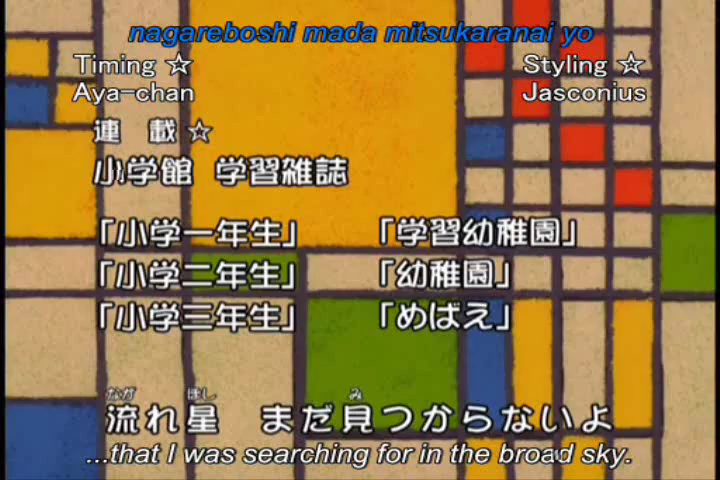 nagareboshi mada mitsukaranai yo
Timing ☆ Styling ☆
Aya-chan Jasconius
連 載☆
小学館 学習雑誌
「小学一年生」 「学習幼稚園」
「小学二年生」 「幼稚園」
「小学三年生」 「めばえ」
なが ぼし み
流れ星 まだ見つからないよ
...that I was searching for in the broad sky.